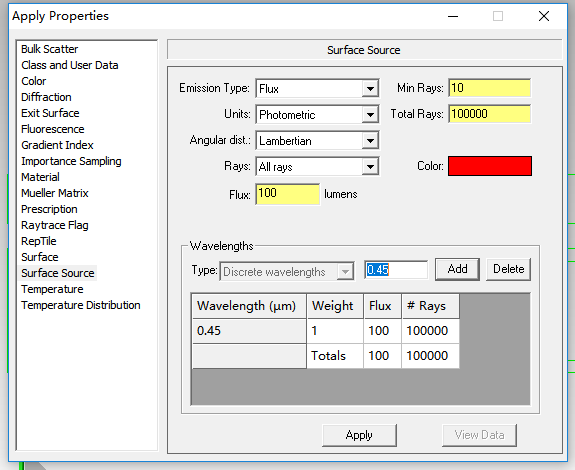 Apply Properties
Bulk Scatter
Class and User Data
Color
Diffraction
Exit Surface
Fluorescence
Gradient Index
Importance Sampling
Material
Mueller Matrix
Prescription
Raytrace Flag
RepTile
Surface
Surface Source
Temperature
Temperature Distribution
Surface Source
Emission Type: Flux Min Rays: 10
Units: Photometric Total Rays: 100000
Angular dist.: Lambertian
Rays: All rays Color:
Flux: 100 lumens
Wavelengths
Type: Discrete wavelengths 0.45 Add Delete
Wavelength (μm) Weight Flux # Rays
0.45 1 100 100000
Totals 100 100000
Apply View Data